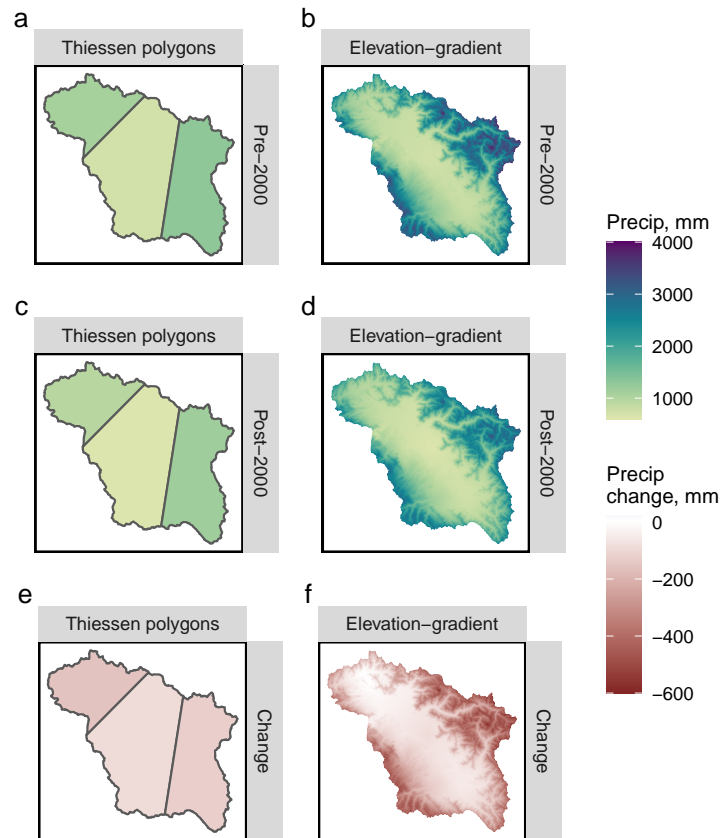 a
Thiessen polygons
Pre−2000
b
Elevation−gradient
Pre−2000
c
Thiessen polygons
Post−2000
d
Elevation−gradient
Post−2000
e
Thiessen polygons
Change
f
Elevation−gradient
Change
Precip, mm
4000
3000
2000
1000
Precip
change, mm
0
−200
−400
−600